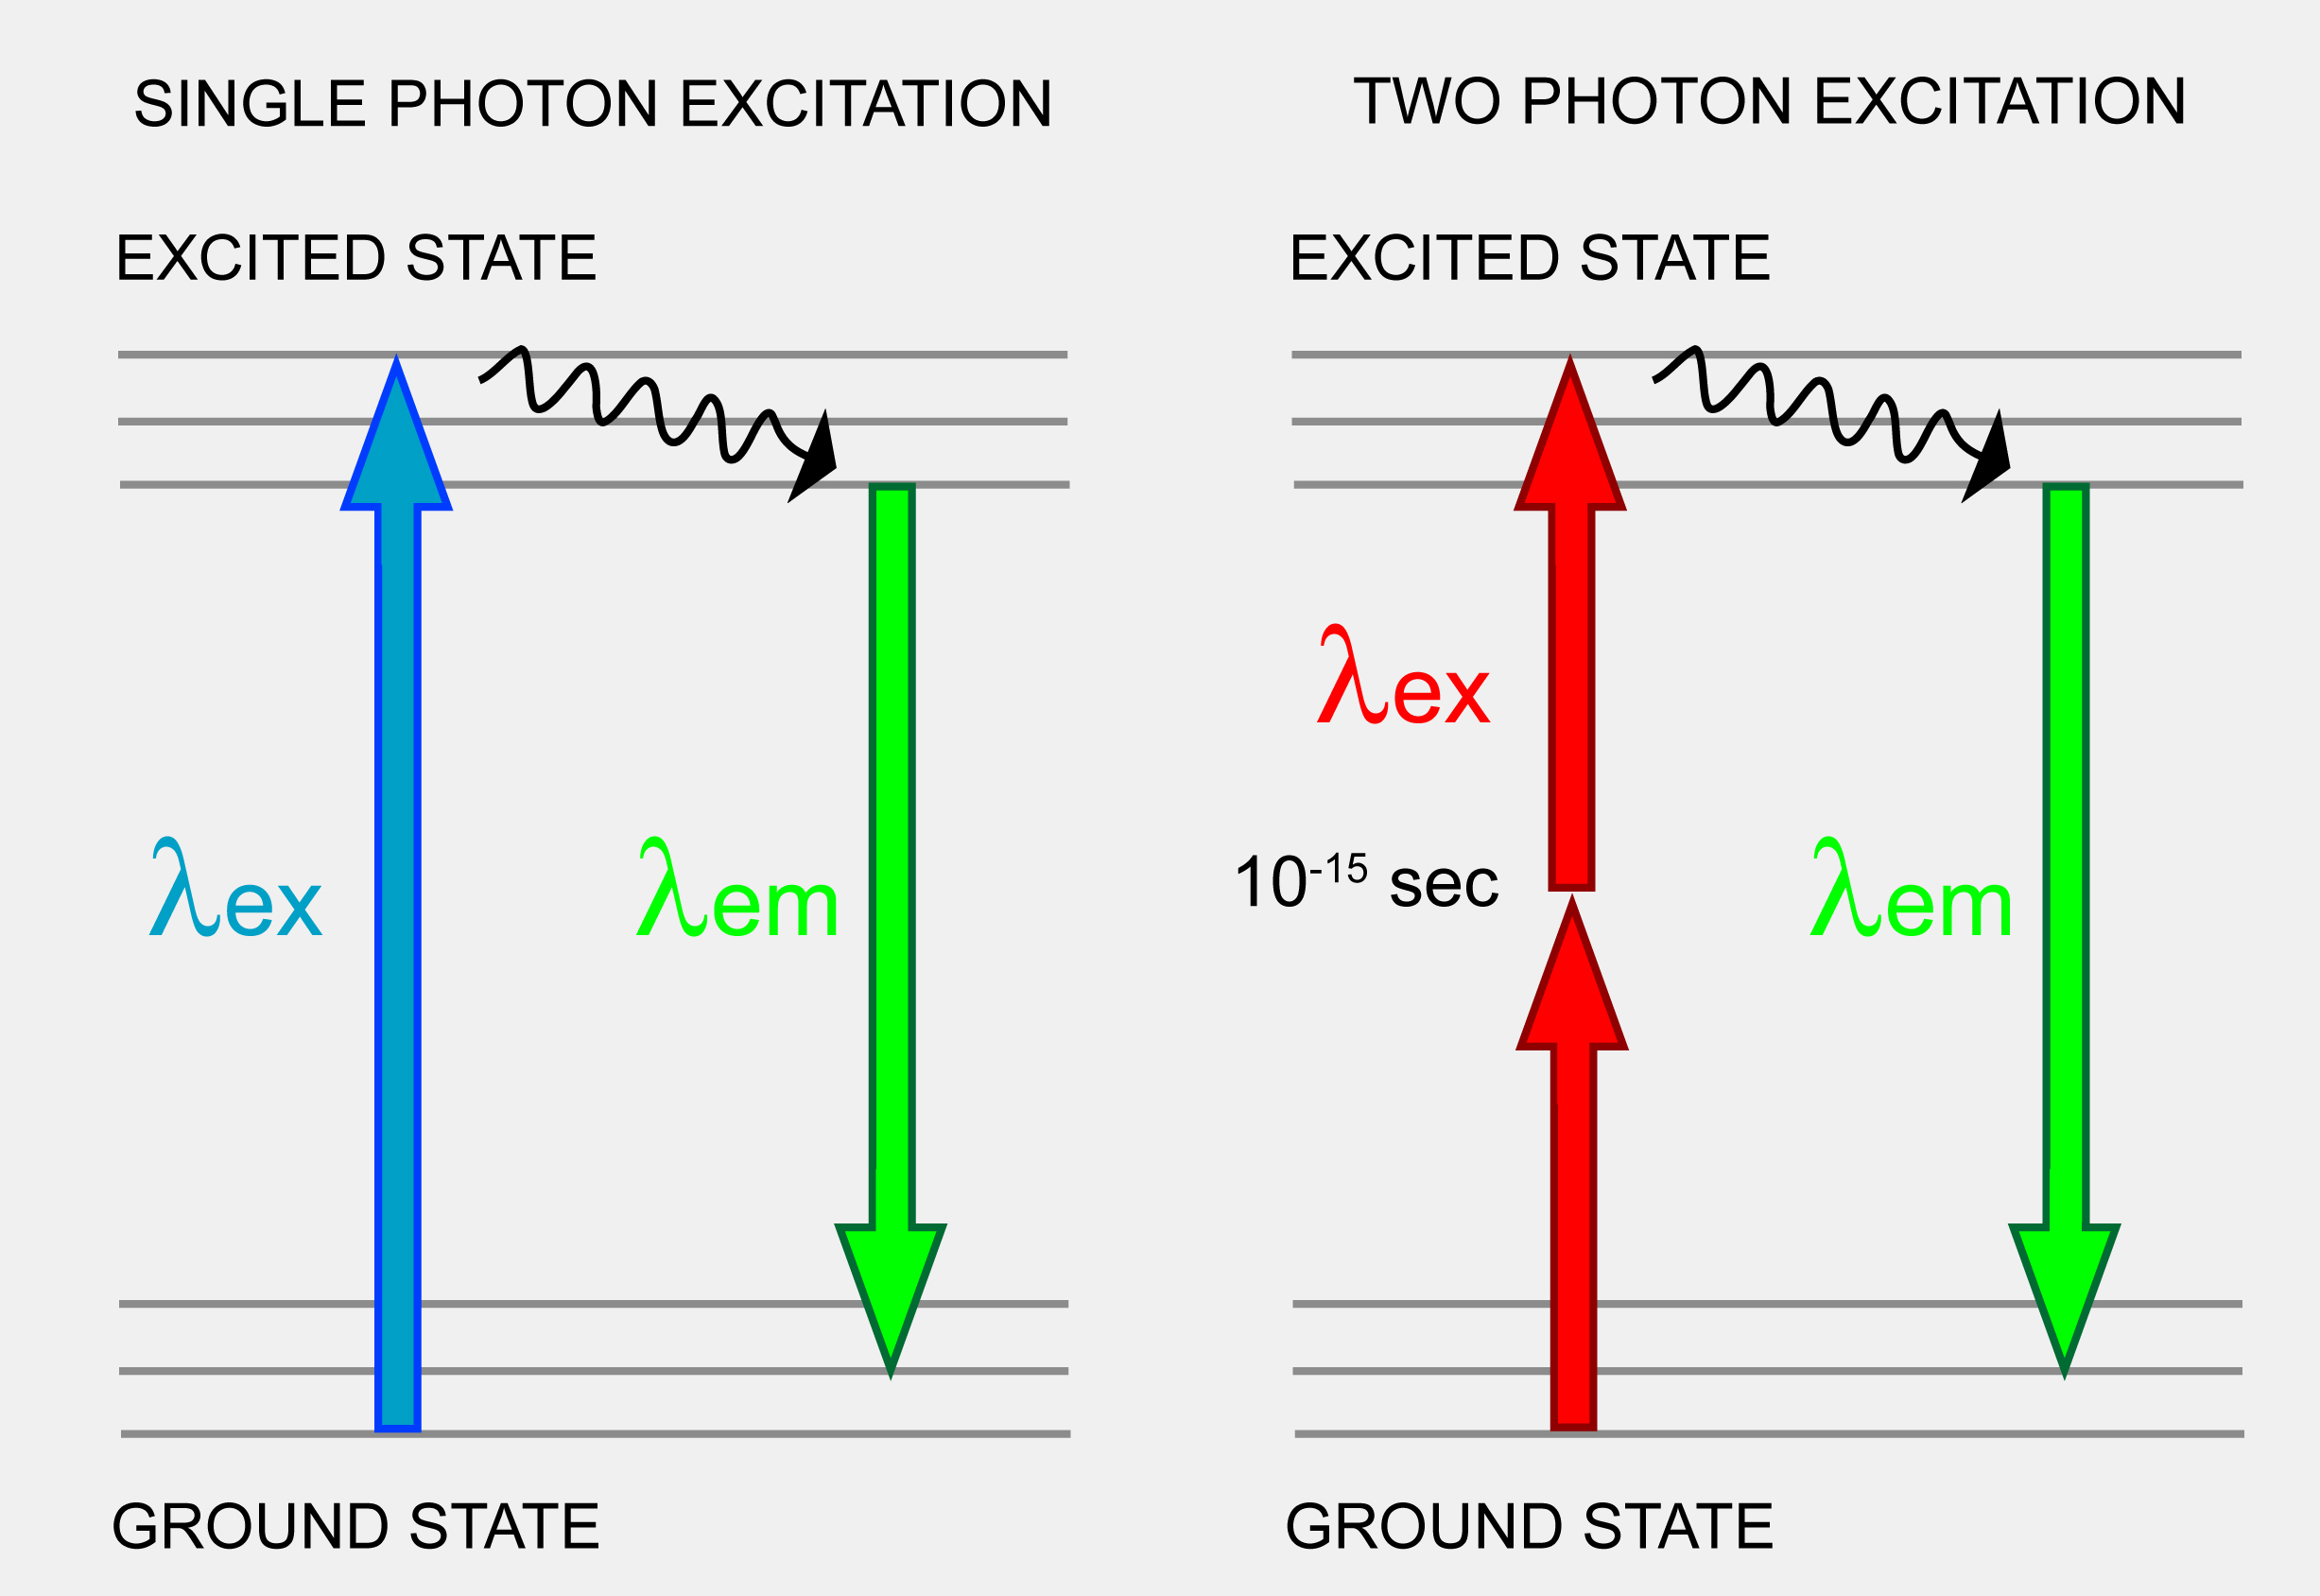 SINGLE PHOTON EXCITATION
EXCITED STATE
λex
λem
GROUND STATE
TWO PHOTON EXCITATION
EXCITED STATE
λex
10⁻¹⁵ sec
λem
GROUND STATE